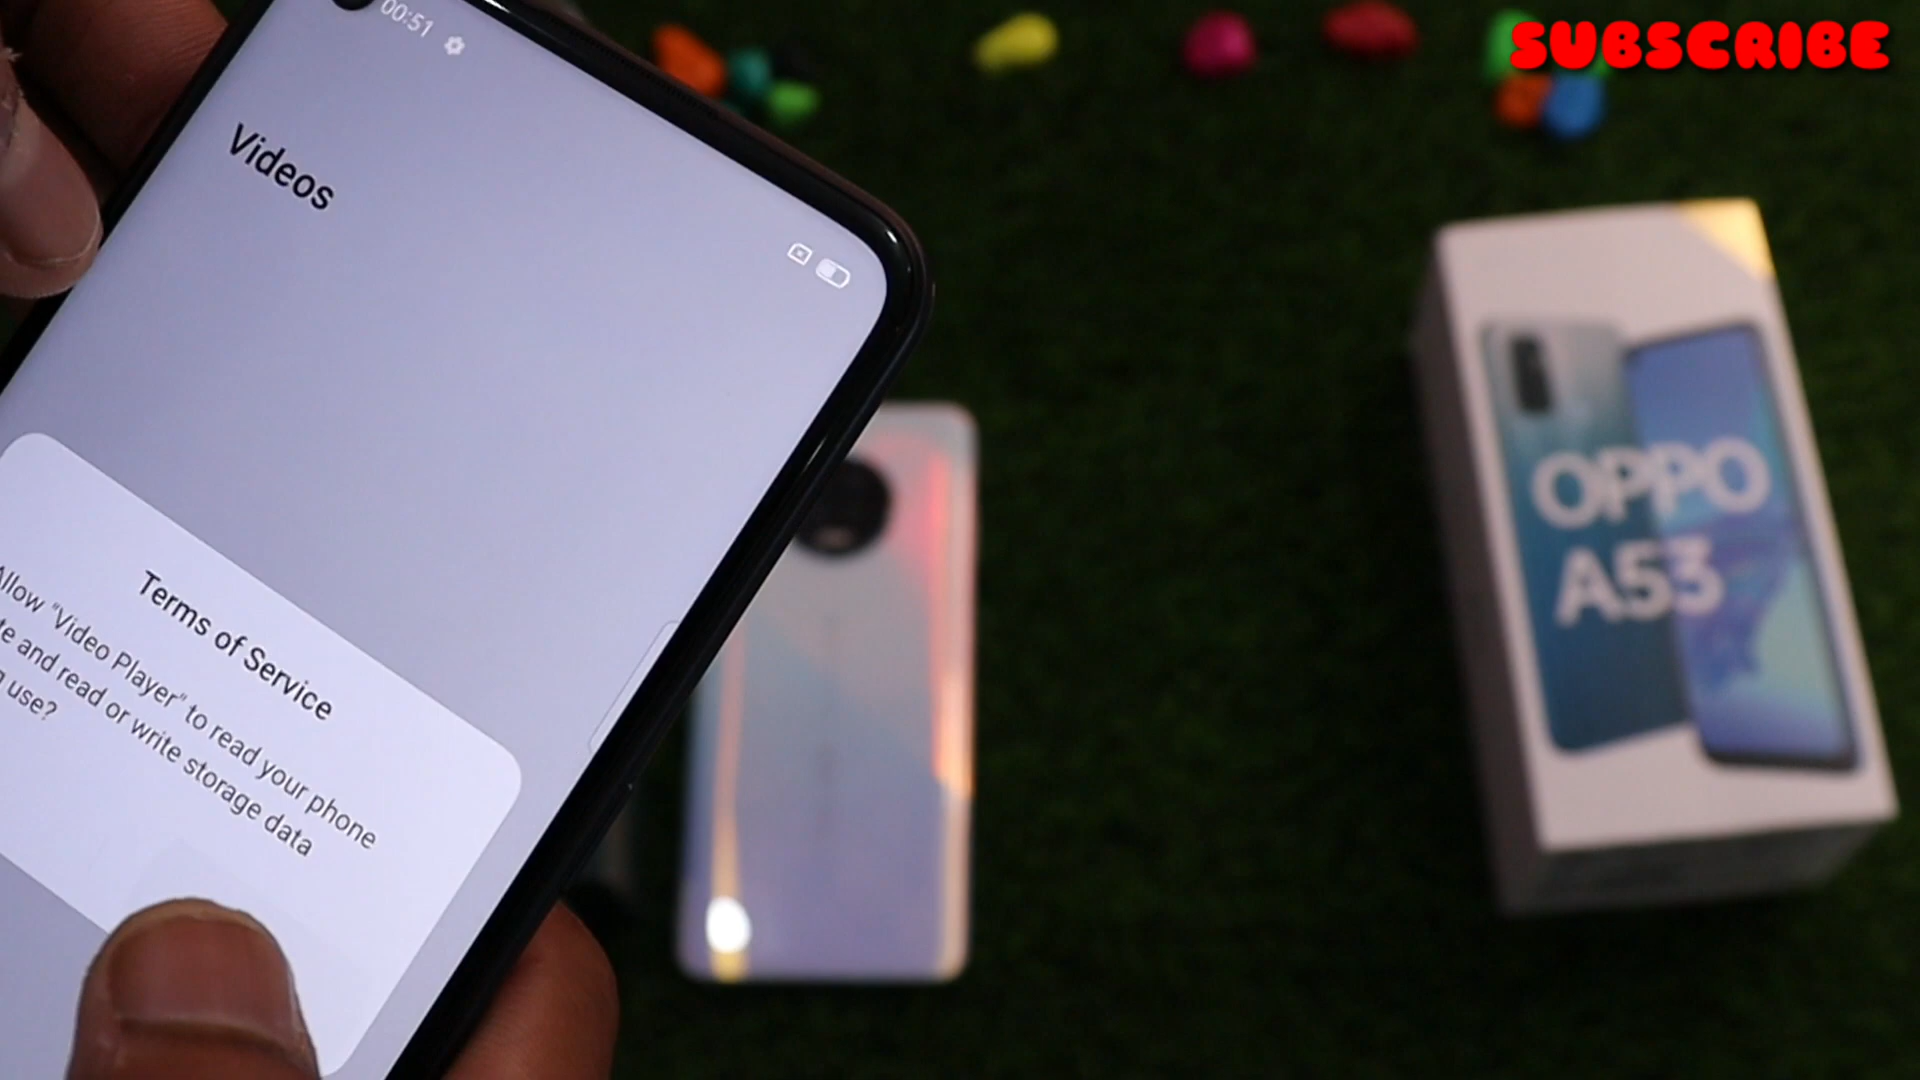 SUBSCRIBE
00:51
Videos
Terms of Service
Allow "Video Player" to read your phone
and read or write storage data
use?
OPPO
A53